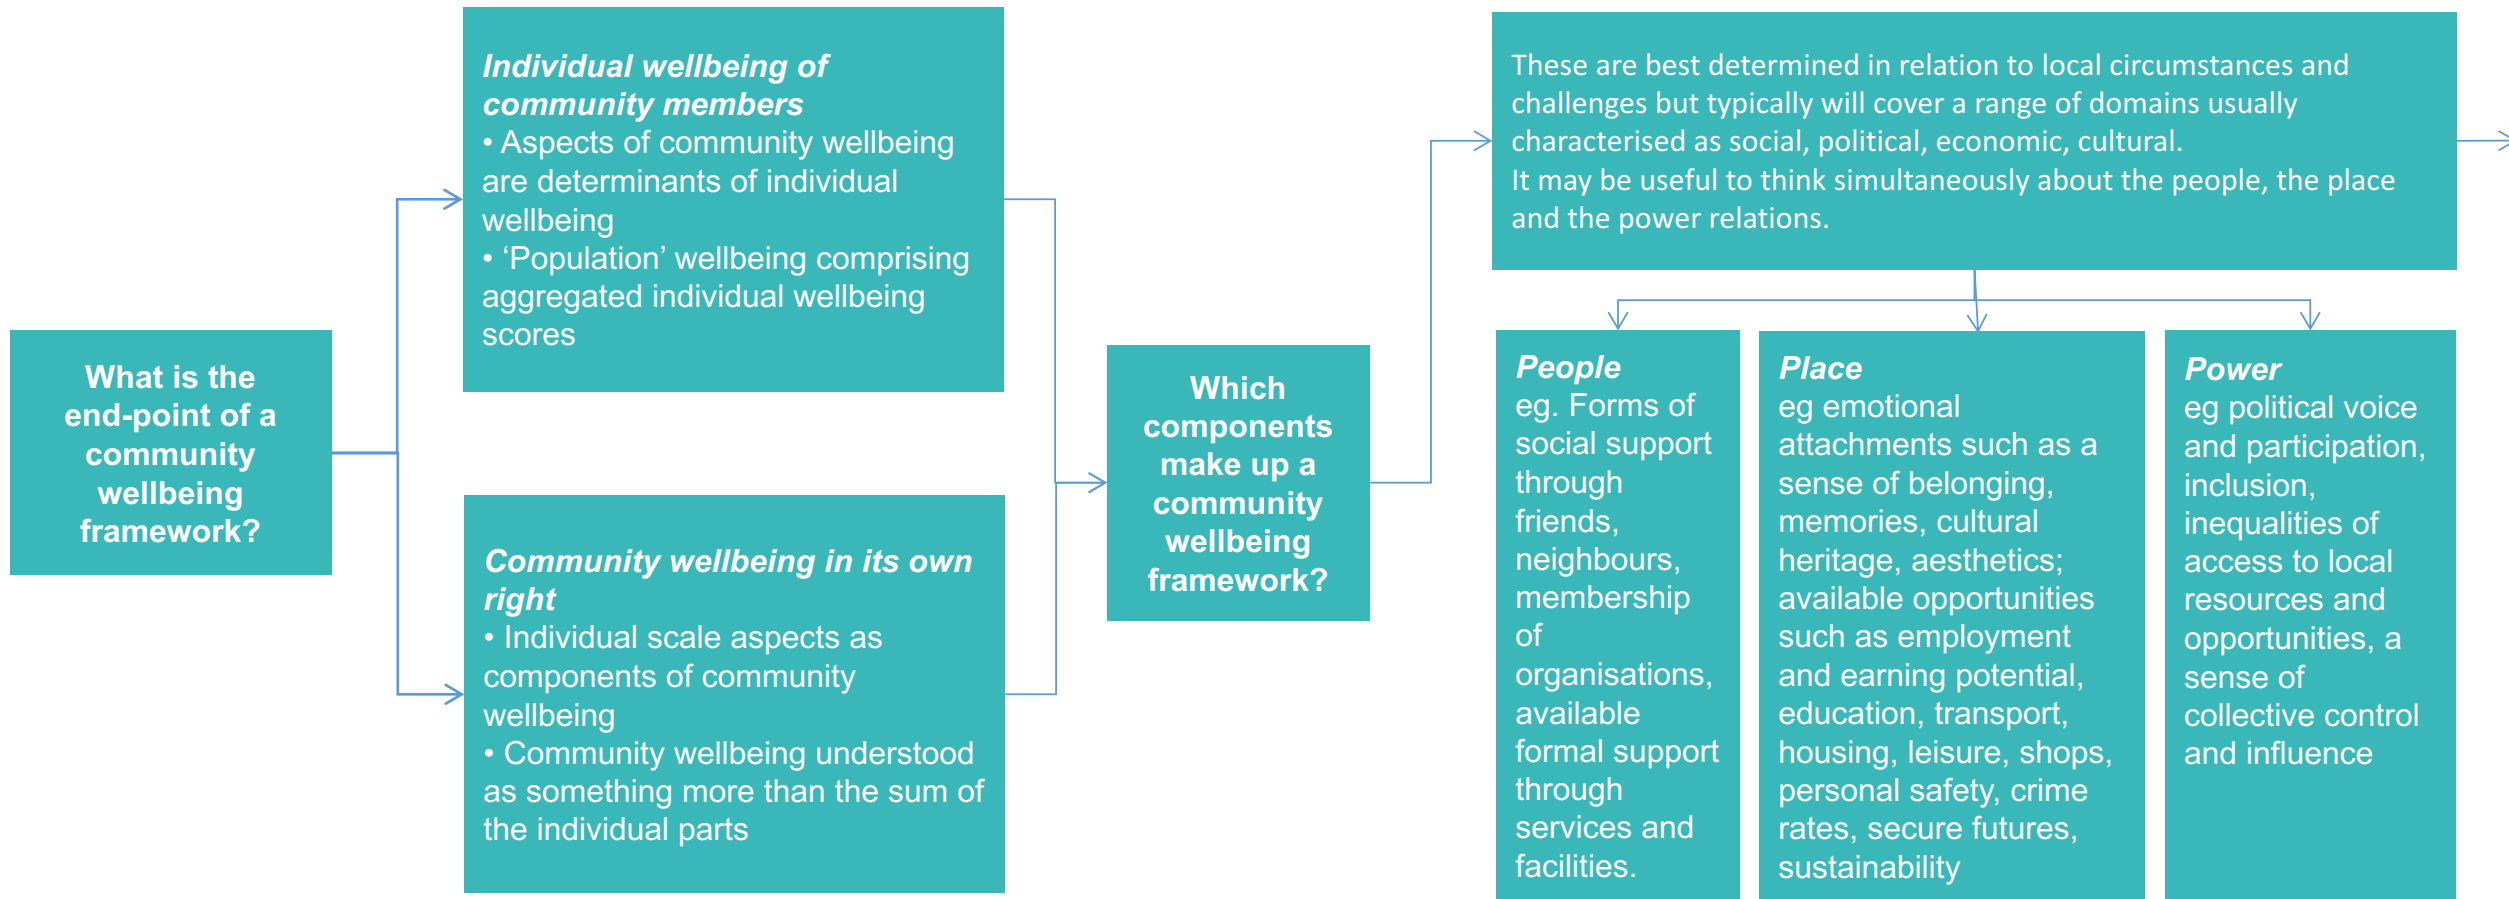 What is the
end-point of a
community
wellbeing
framework?
Individual wellbeing of
community members
• Aspects of community wellbeing
are determinants of individual
wellbeing
• ‘Population’ wellbeing comprising
aggregated individual wellbeing
scores
Community wellbeing in its own
right
• Individual scale aspects as
components of community
wellbeing
• Community wellbeing understood
as something more than the sum of
the individual parts
Which
components
make up a
community
wellbeing
framework?
These are best determined in relation to local circumstances and
challenges but typically will cover a range of domains usually
characterised as social, political, economic, cultural.
It may be useful to think simultaneously about the people, the place
and the power relations.
People
eg. Forms of
social support
through
friends,
neighbours,
membership
of
organisations,
available
formal support
through
services and
facilities.
Place
eg emotional
attachments such as a
sense of belonging,
memories, cultural
heritage, aesthetics;
available opportunities
such as employment
and earning potential,
education, transport,
housing, leisure, shops,
personal safety, crime
rates, secure futures,
sustainability
Power
eg political voice
and participation,
inclusion,
inequalities of
access to local
resources and
opportunities, a
sense of
collective control
and influence